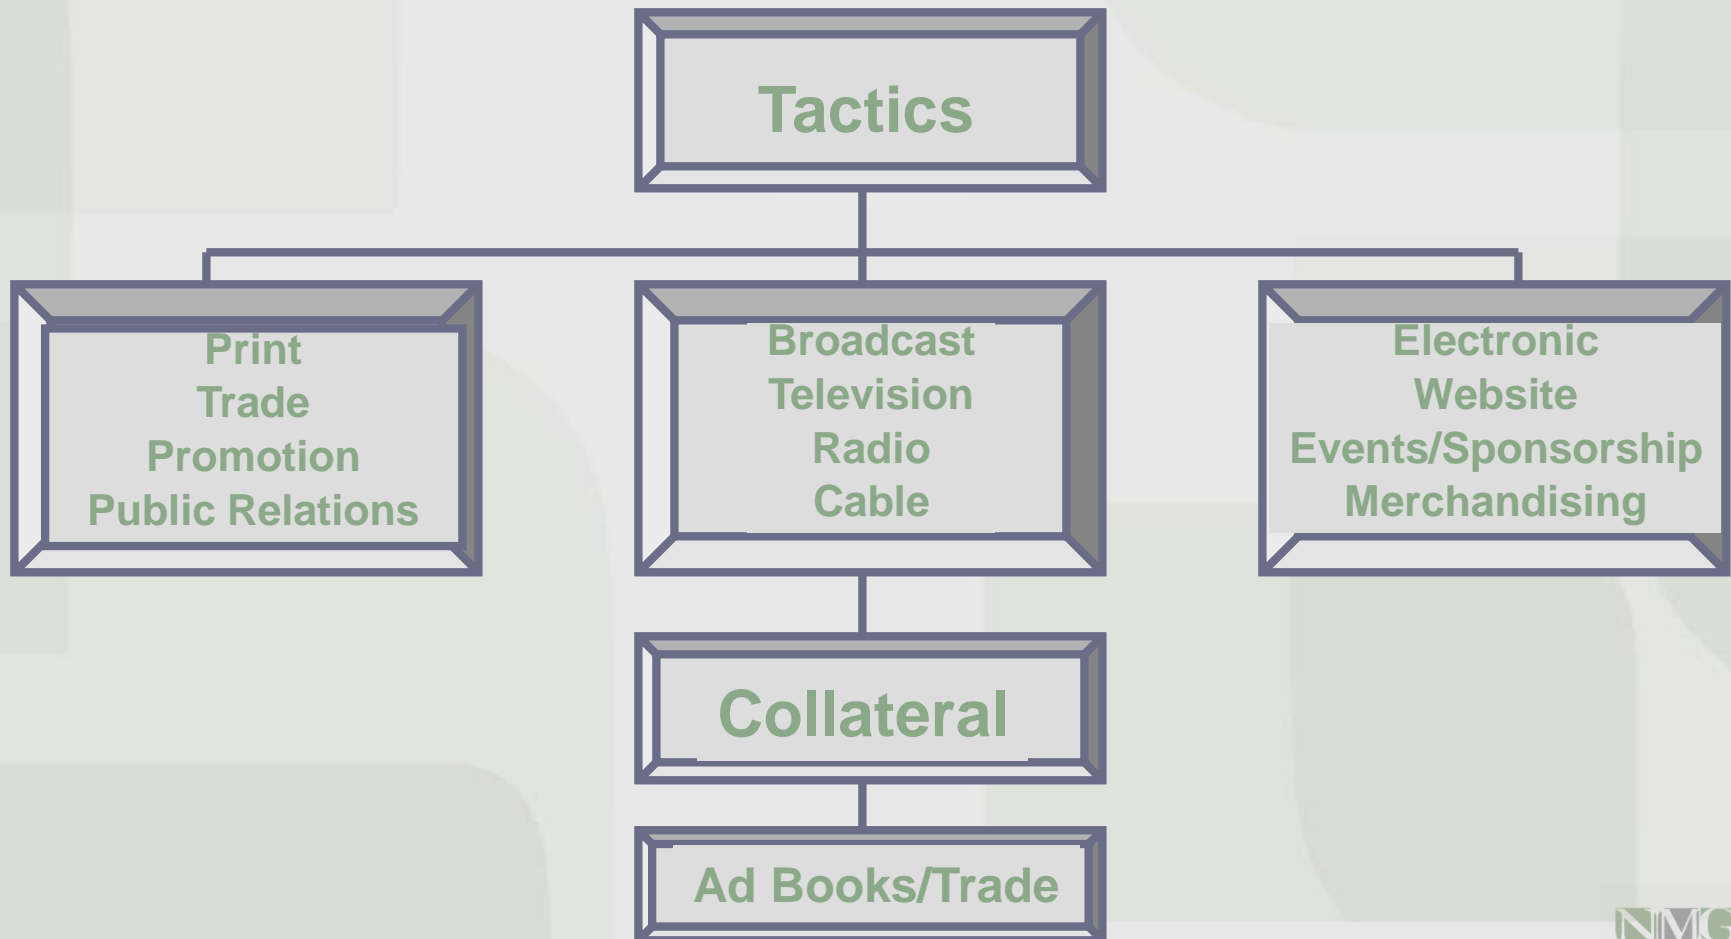 Tactics
Print
Trade
Promotion
Public Relations
Broadcast
Television
Radio
Cable
Electronic
Website
Events/Sponsorship
Merchandising
Collateral
Ad Books/Trade
NMG